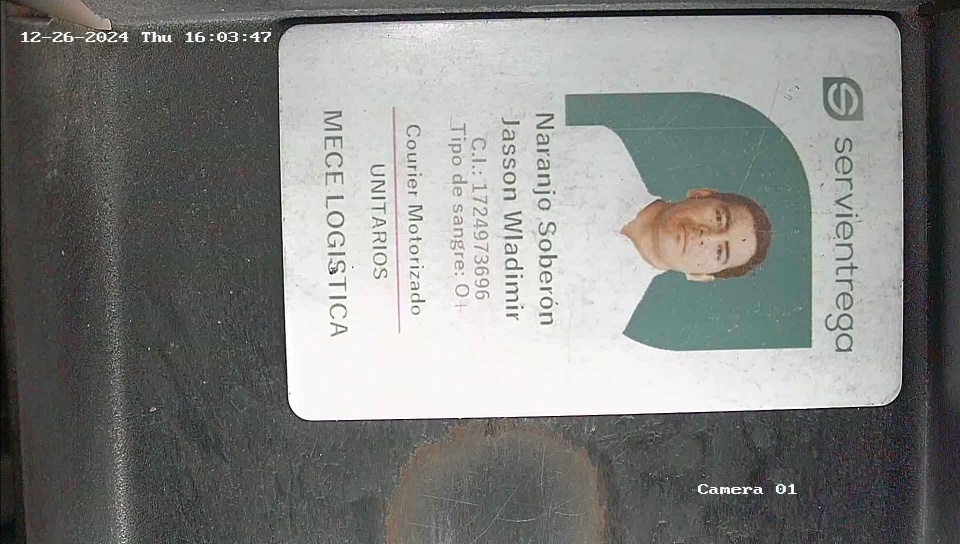 12-26-2024 Thu 16:03:47
servientrega
Naranjo Soberón
Jasson Wladimir
C.I.: 1724973696
Tipo de sangre: O+
Courier Motorizado
UNITARIOS
MECE LOGISTICA
Camera 01